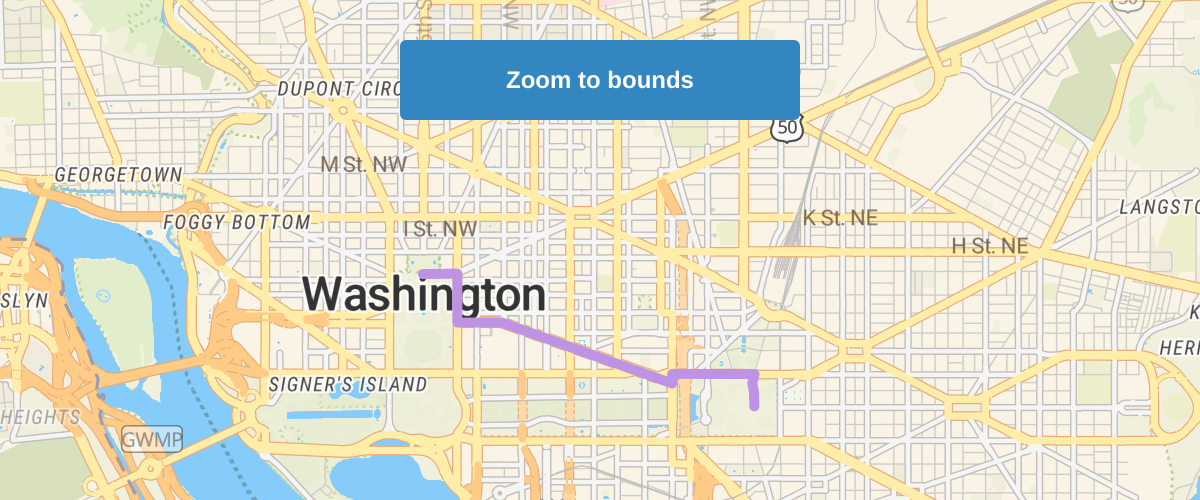 Zoom to bounds
DUPONT CIRC
50
M St. NW
GEORGETOWN
FOGGY BOTTOM
I St. NW
K St. NE
LANGSTO
H St. NE
Washington
SLYN
SIGNER'S ISLAND
HEIGHTS
GWMP